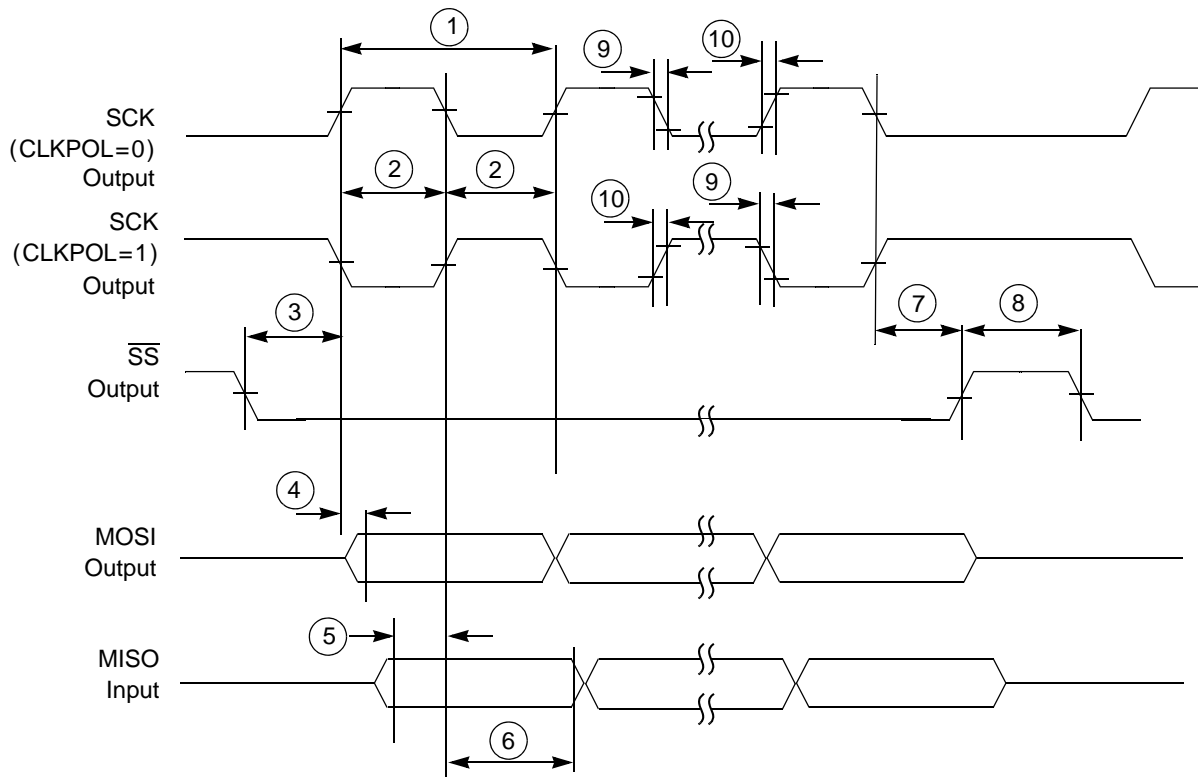 1
9
10
SCK
(CLKPOL=0)
Output
2
2
SCK
(CLKPOL=1)
Output
10
9
3
7
8
SS
Output
4
MOSI
Output
5
MISO
Input
6